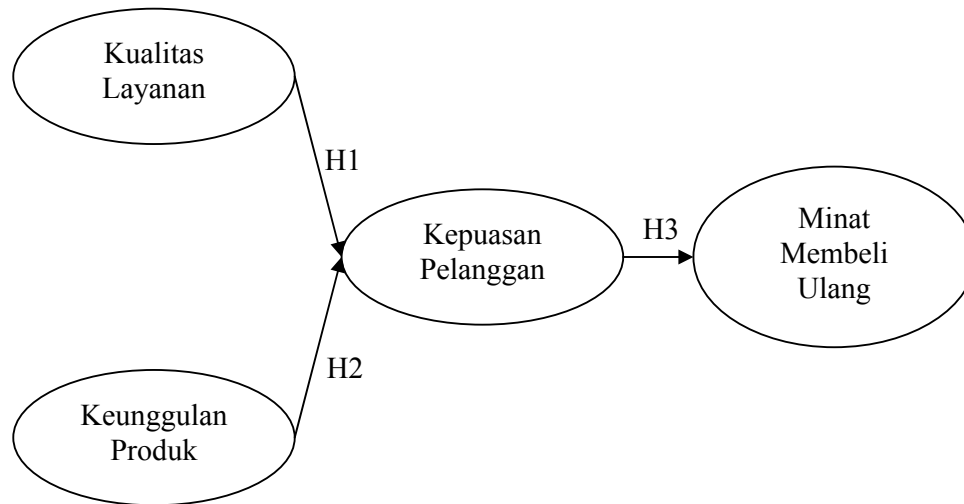 Kualitas
Layanan
H1
Kepuasan
Pelanggan
H3
Minat
Membeli
Ulang
H2
Keunggulan
Produk